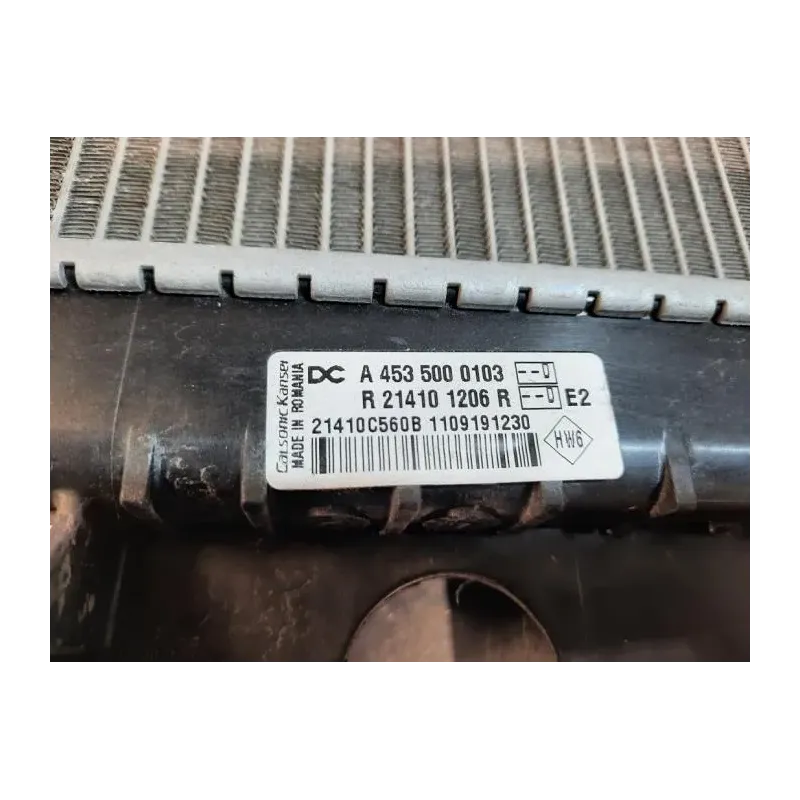 Calsonic Kansei
MADE IN ROMANIA
DC A 453 500 0103 --D
R 21410 1206 R --D E2
21410C560B 1109191230
HW6